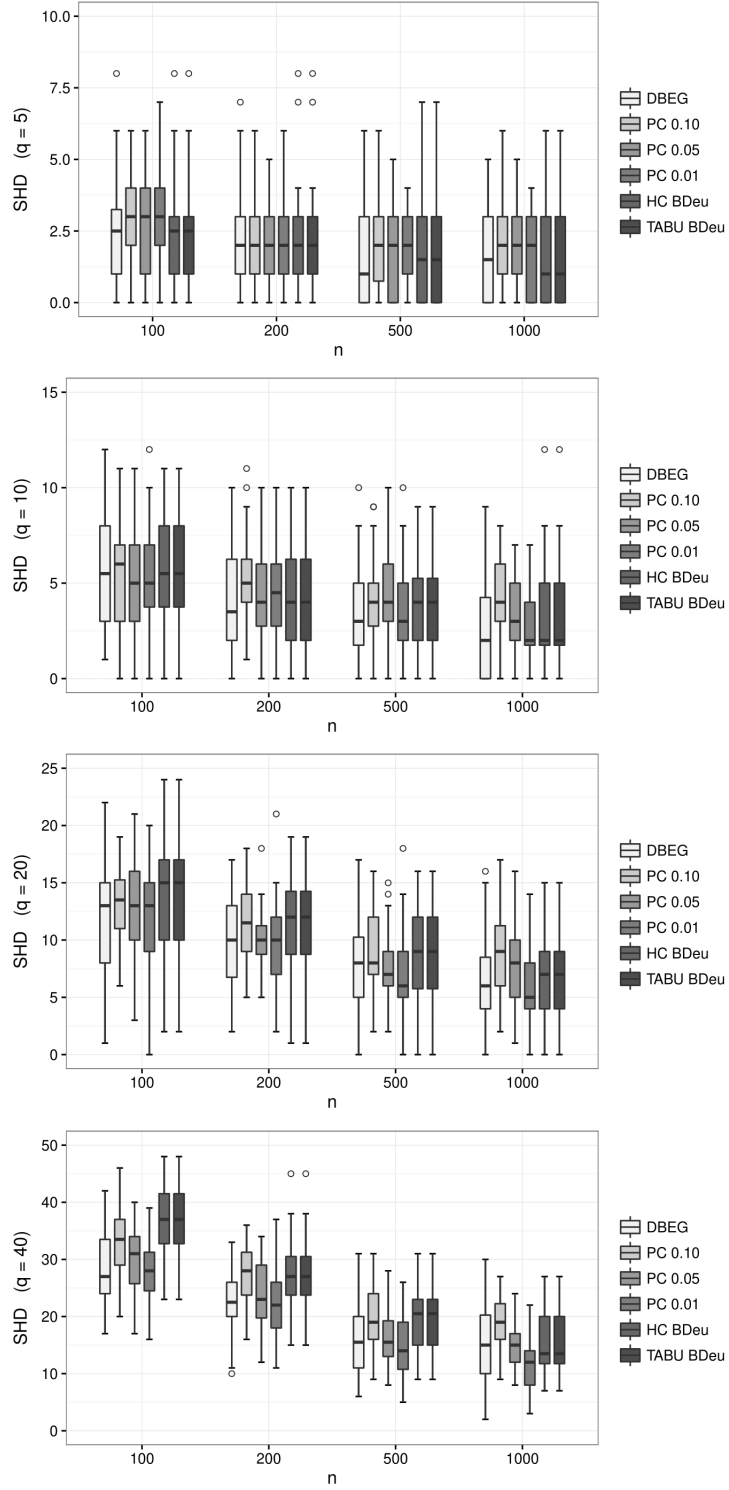 SHD (q = 5)
10.0
7.5
5.0
2.5
0.0
100 200 500 1000
n
DBEG
PC 0.10
PC 0.05
PC 0.01
HC BDeu
TABU BDeu
SHD (q = 10)
15
10
5
0
100 200 500 1000
n
DBEG
PC 0.10
PC 0.05
PC 0.01
HC BDeu
TABU BDeu
SHD (q = 20)
25
20
15
10
5
0
100 200 500 1000
n
DBEG
PC 0.10
PC 0.05
PC 0.01
HC BDeu
TABU BDeu
SHD (q = 40)
50
40
30
20
10
0
100 200 500 1000
n
DBEG
PC 0.10
PC 0.05
PC 0.01
HC BDeu
TABU BDeu